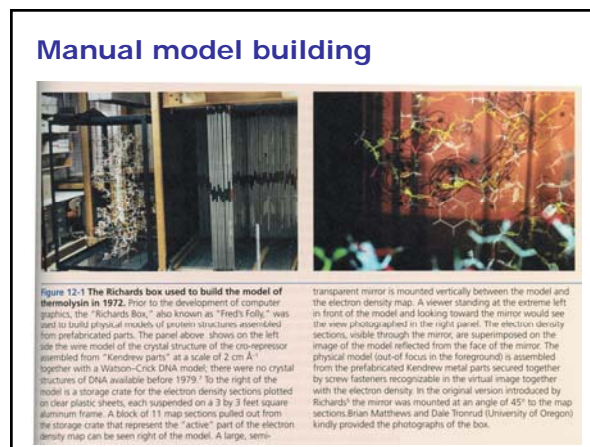 Manual model building
Figure 12-1 The Richards box used to build the model of
thermolysin in 1972. Prior to the development of computer
graphics, the "Richards Box," also known as "Fred's Folly," was
used to build physical models of protein structures assembled
from prefabricated parts. The panel above shows on the left
side the wire model of the crystal structure of the cro-repressor
assembled from "Kendrew parts" at a scale of 2 cm Å⁻¹
together with a Watson–Crick DNA model; there were no crystal
structures of DNA available before 1979.⁷ To the right of the
model is a storage crate for the electron density sections plotted
on clear plastic sheets, each suspended on a 3 by 3 feet square
aluminum frame. A block of 11 map sections pulled out from
the storage crate that represent the "active" part of the electron
density map can be seen right of the model. A large, semi-
transparent mirror is mounted vertically between the model and
the electron density map. A viewer standing at the extreme left
in front of the model and looking toward the mirror would see
the view photographed in the right panel. The electron density
sections, visible through the mirror, are superimposed on the
image of the model reflected from the face of the mirror. The
physical model (out-of focus in the foreground) is assembled
from the prefabricated Kendrew metal parts secured together
by screw fasteners recognizable in the virtual image together
with the electron density. In the original version introduced by
Richards⁵ the mirror was mounted at an angle of 45° to the map
sections.Brian Matthews and Dale Tronrud (University of Oregon)
kindly provided the photographs of the box.